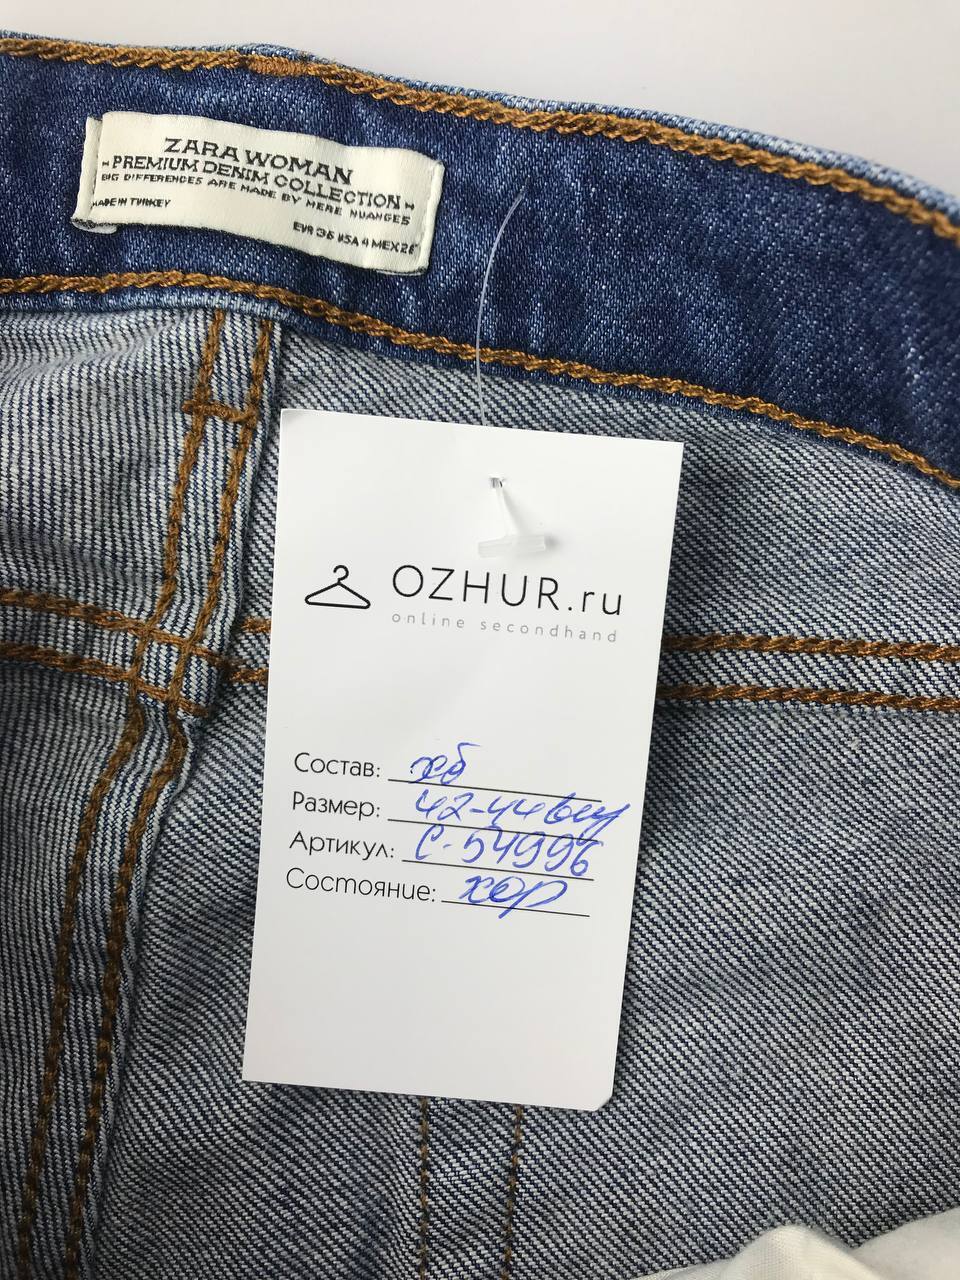 ZARA WOMAN
PREMIUM DENIM COLLECTION
BIG DIFFERENCES ARE MADE BY MERE NUANCES
MADE IN TURKEY
EUR 36 USA 4 MEX 26
OZHUR.ru
online secondhand
Состав: хб
Размер: 42-44
Артикул: С-54996
Состояние: хор